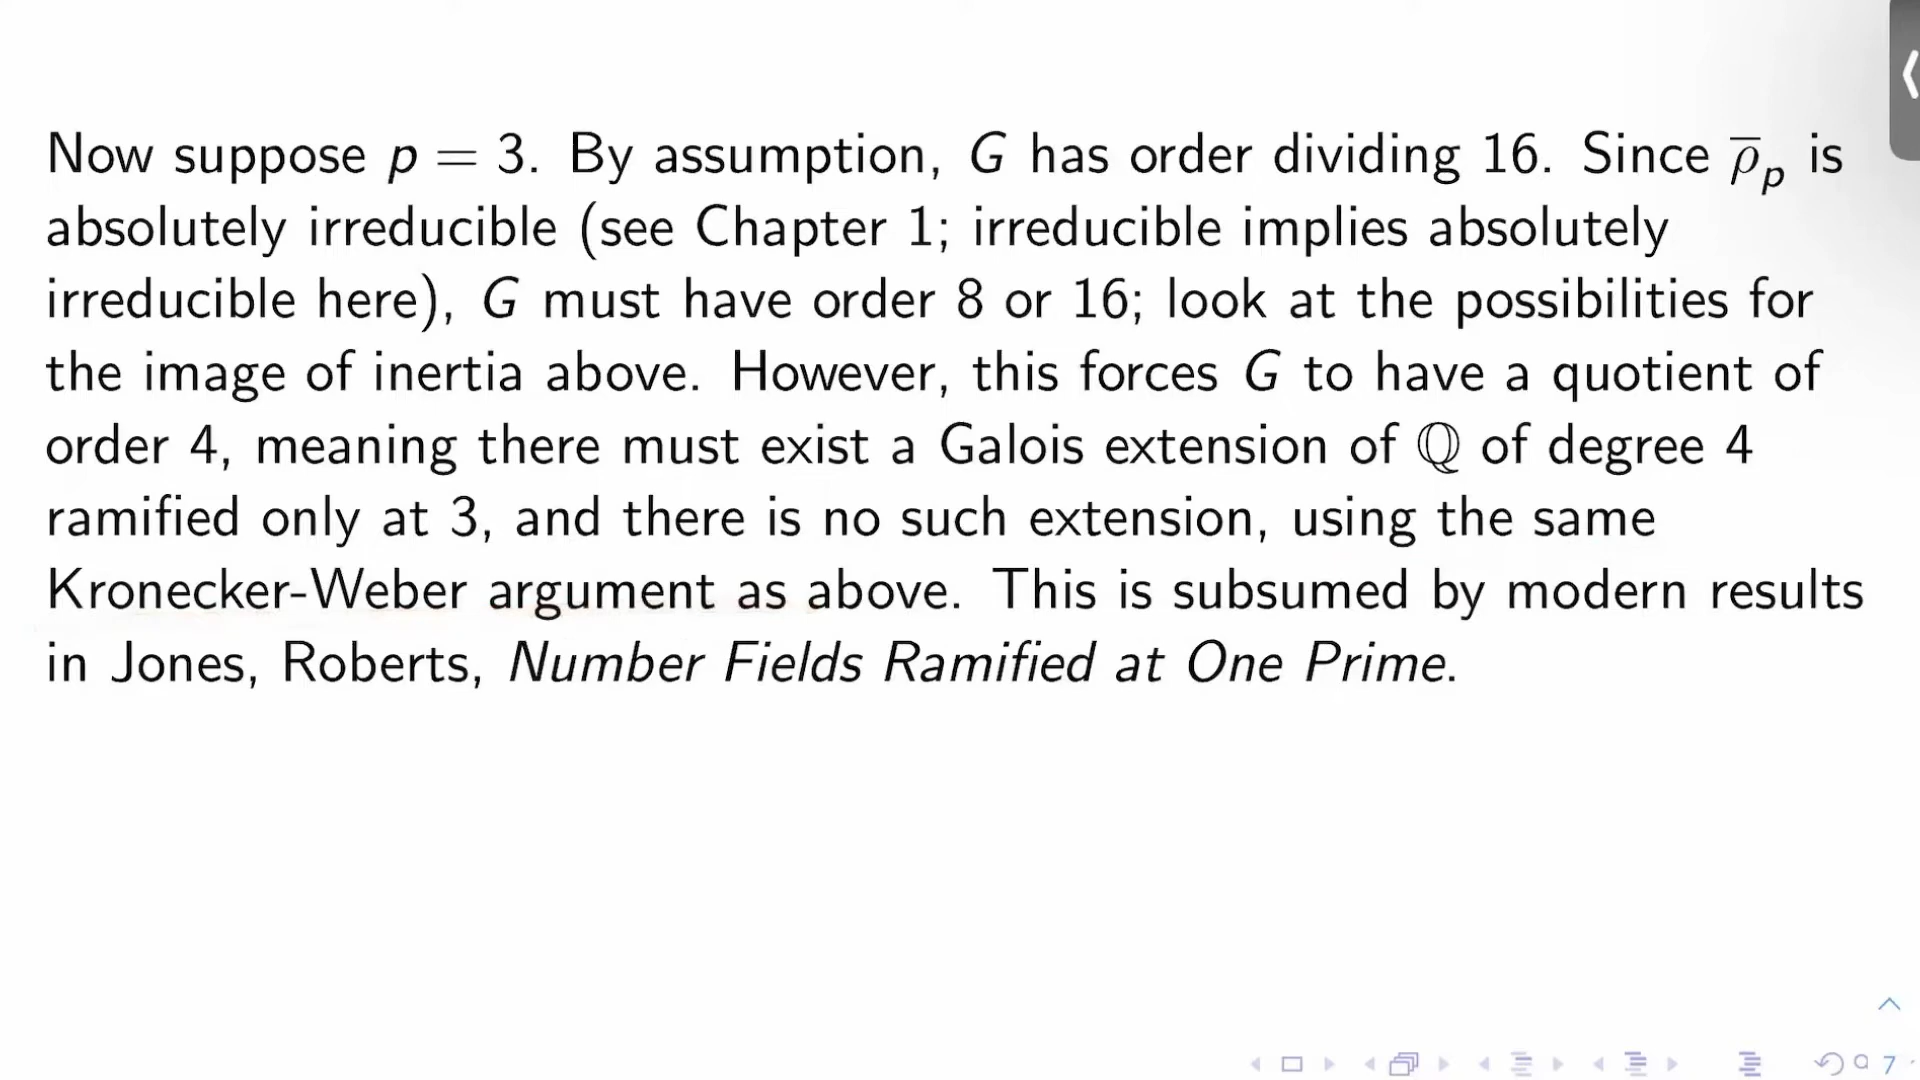 Now suppose p = 3. By assumption, G has order dividing 16. Since ρ̅ₚ is
absolutely irreducible (see Chapter 1; irreducible implies absolutely
irreducible here), G must have order 8 or 16; look at the possibilities for
the image of inertia above. However, this forces G to have a quotient of
order 4, meaning there must exist a Galois extension of ℚ of degree 4
ramified only at 3, and there is no such extension, using the same
Kronecker-Weber argument as above. This is subsumed by modern results
in Jones, Roberts, Number Fields Ramified at One Prime.
7